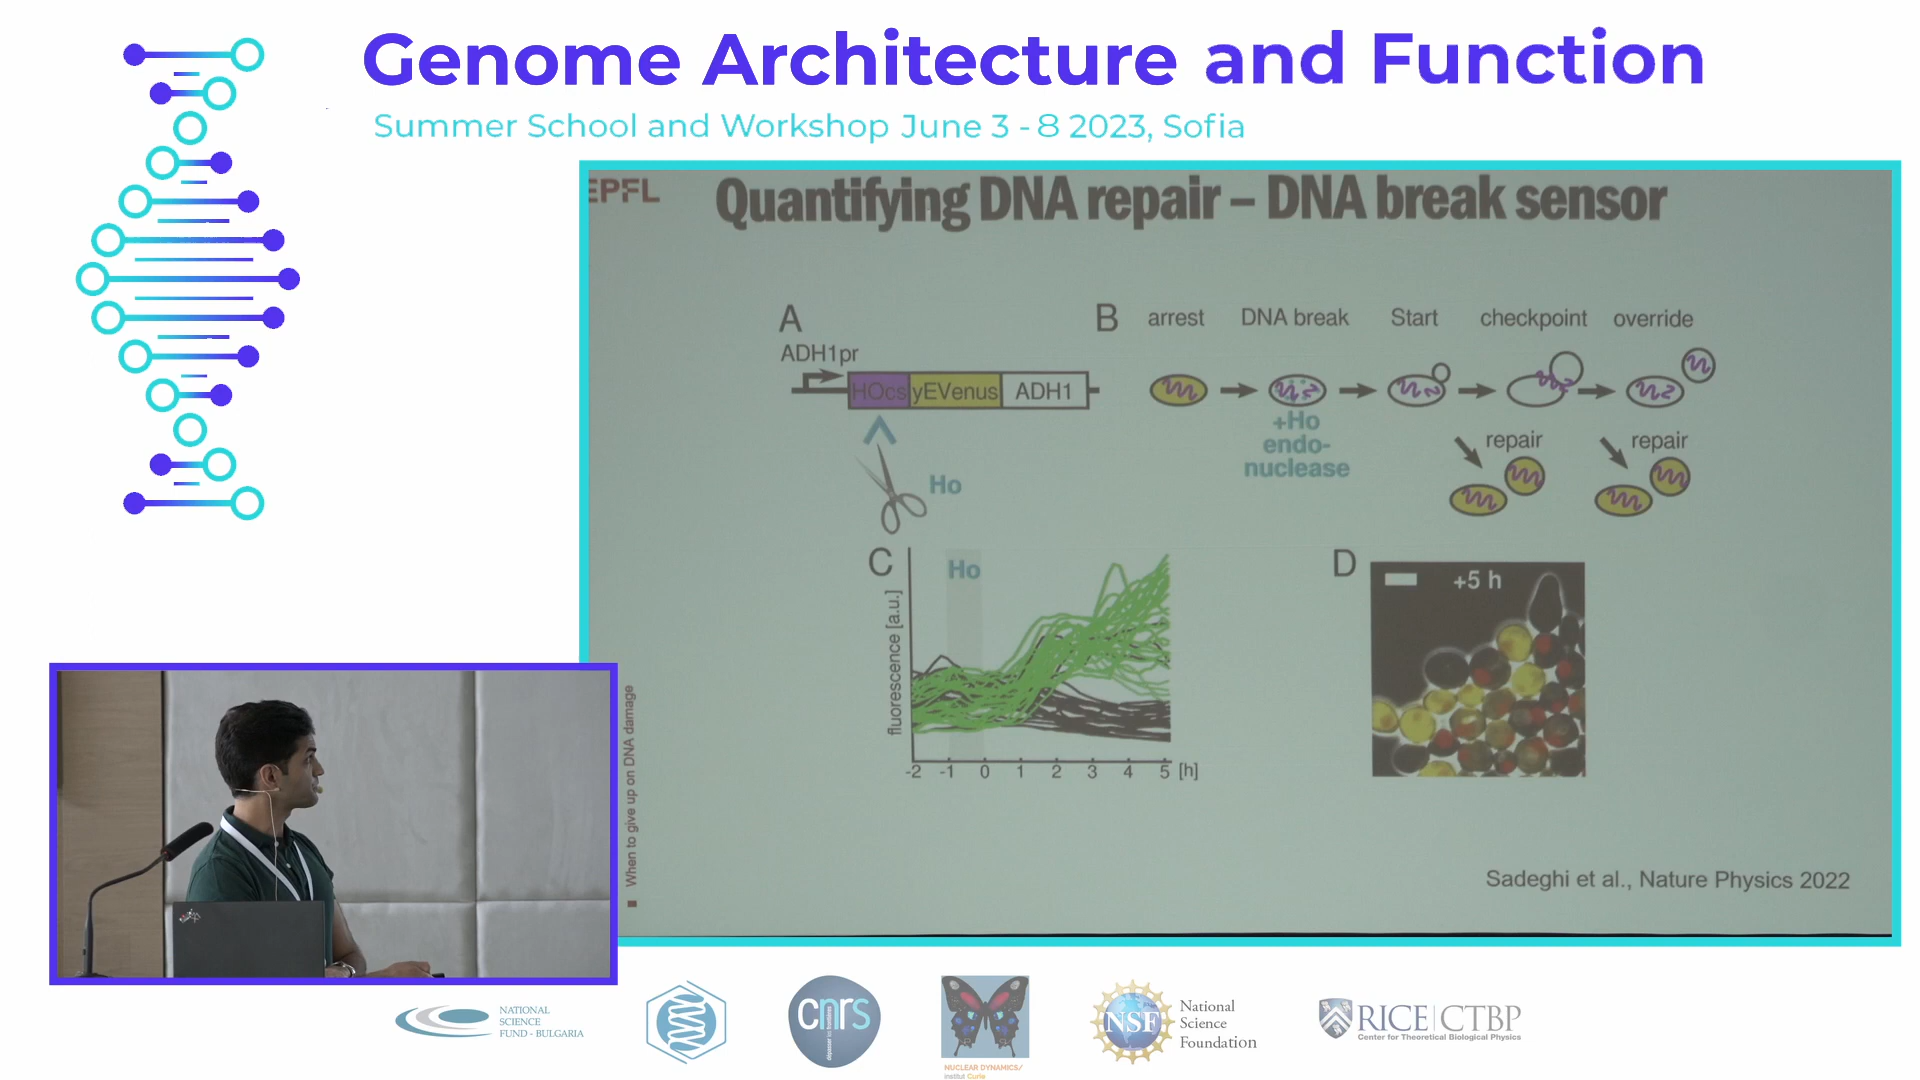 Genome Architecture and Function
Summer School and Workshop June 3 - 8 2023, Sofia
EPFL
Quantifying DNA repair – DNA break sensor
A
ADH1pr
HOcs yEVenus ADH1
Ho
B
arrest DNA break Start checkpoint override
+Ho
endo-
nuclease
repair
repair
C
Ho
fluorescence [a.u.]
-2 -1 0 1 2 3 4 5 [h]
D
+5 h
When to give up on DNA damage
Sadeghi et al., Nature Physics 2022
NATIONAL
SCIENCE
FUND - BULGARIA
cnrs
dépasser les frontières
NUCLEAR DYNAMICS/
institut Curie
NSF
National
Science
Foundation
RICE CTBP
Center for Theoretical Biological Physics